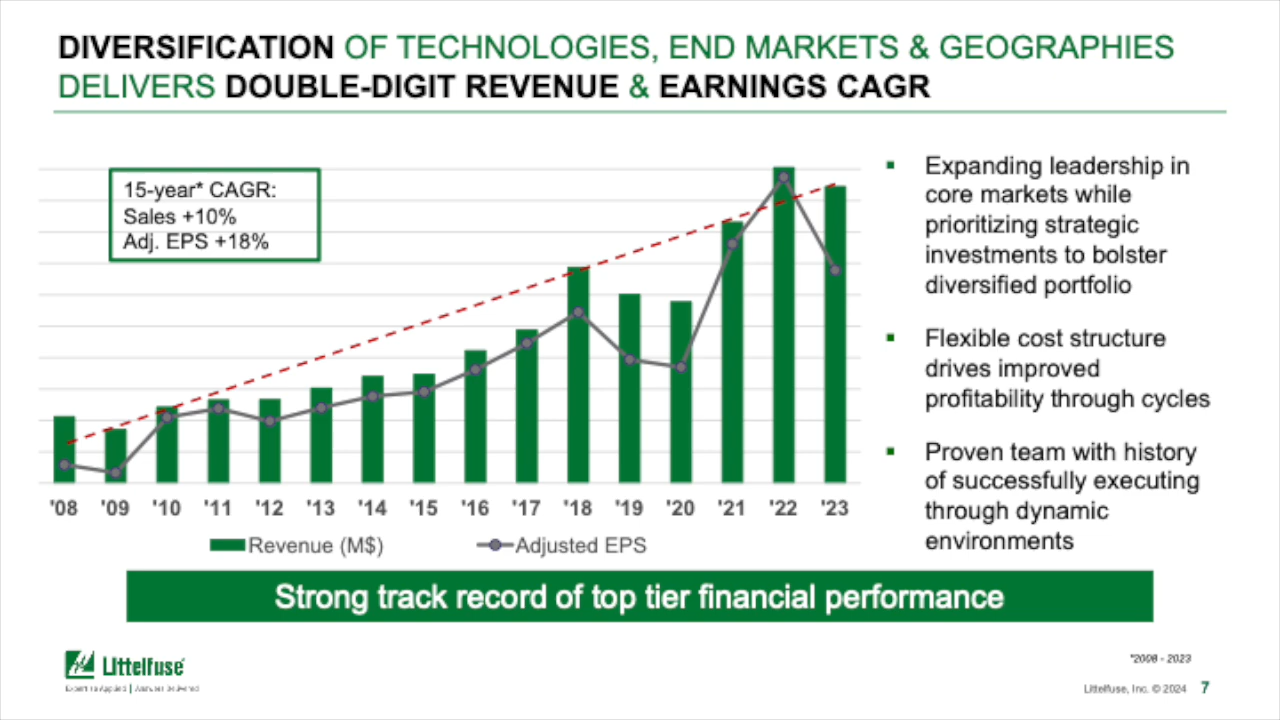 DIVERSIFICATION OF TECHNOLOGIES, END MARKETS & GEOGRAPHIES
DELIVERS DOUBLE-DIGIT REVENUE & EARNINGS CAGR
15-year* CAGR:
Sales +10%
Adj. EPS +18%
'08 '09 '10 '11 '12 '13 '14 '15 '16 '17 '18 '19 '20 '21 '22 '23
Revenue (M$) Adjusted EPS
▪ Expanding leadership in
core markets while
prioritizing strategic
investments to bolster
diversified portfolio
▪ Flexible cost structure
drives improved
profitability through cycles
▪ Proven team with history
of successfully executing
through dynamic
environments
Strong track record of top tier financial performance
Littelfuse
*2008 - 2023
Littelfuse, Inc. © 2024 7